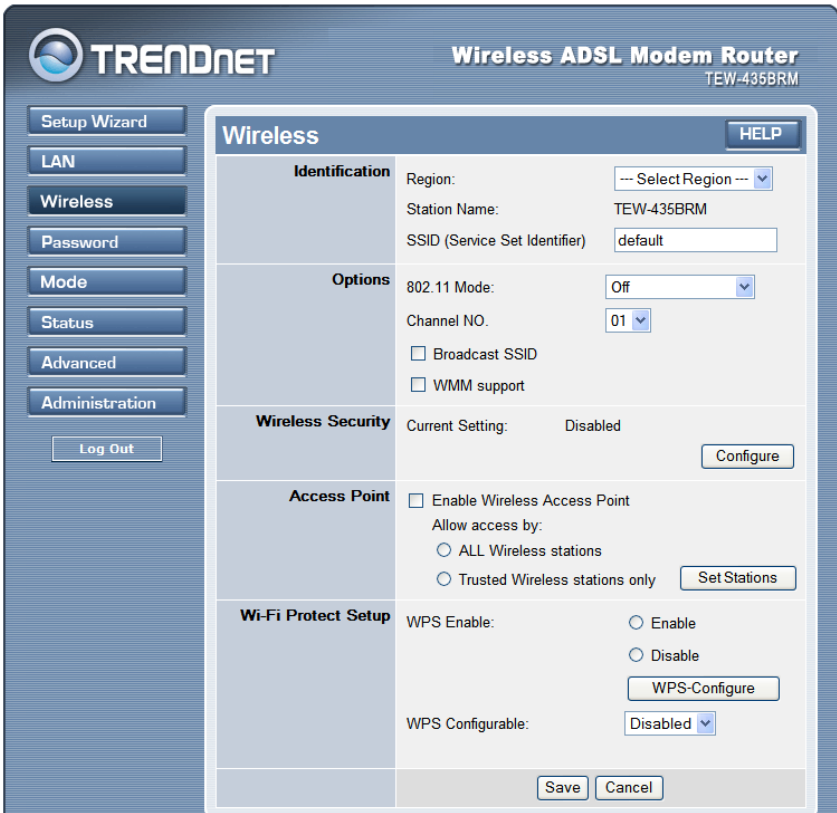 TRENDNET
Wireless ADSL Modem Router
TEW-435BRM
Setup Wizard
LAN
Wireless
Password
Mode
Status
Advanced
Administration
Log Out
Wireless
HELP
Identification
Region:
--- Select Region ---
Station Name:
TEW-435BRM
SSID (Service Set Identifier)
default
Options
802.11 Mode:
Off
Channel NO.
01
Broadcast SSID
WMM support
Wireless Security
Current Setting:
Disabled
Configure
Access Point
Enable Wireless Access Point
Allow access by:
ALL Wireless stations
Trusted Wireless stations only
Set Stations
Wi-Fi Protect Setup
WPS Enable:
Enable
Disable
WPS-Configure
WPS Configurable:
Disabled
Save
Cancel